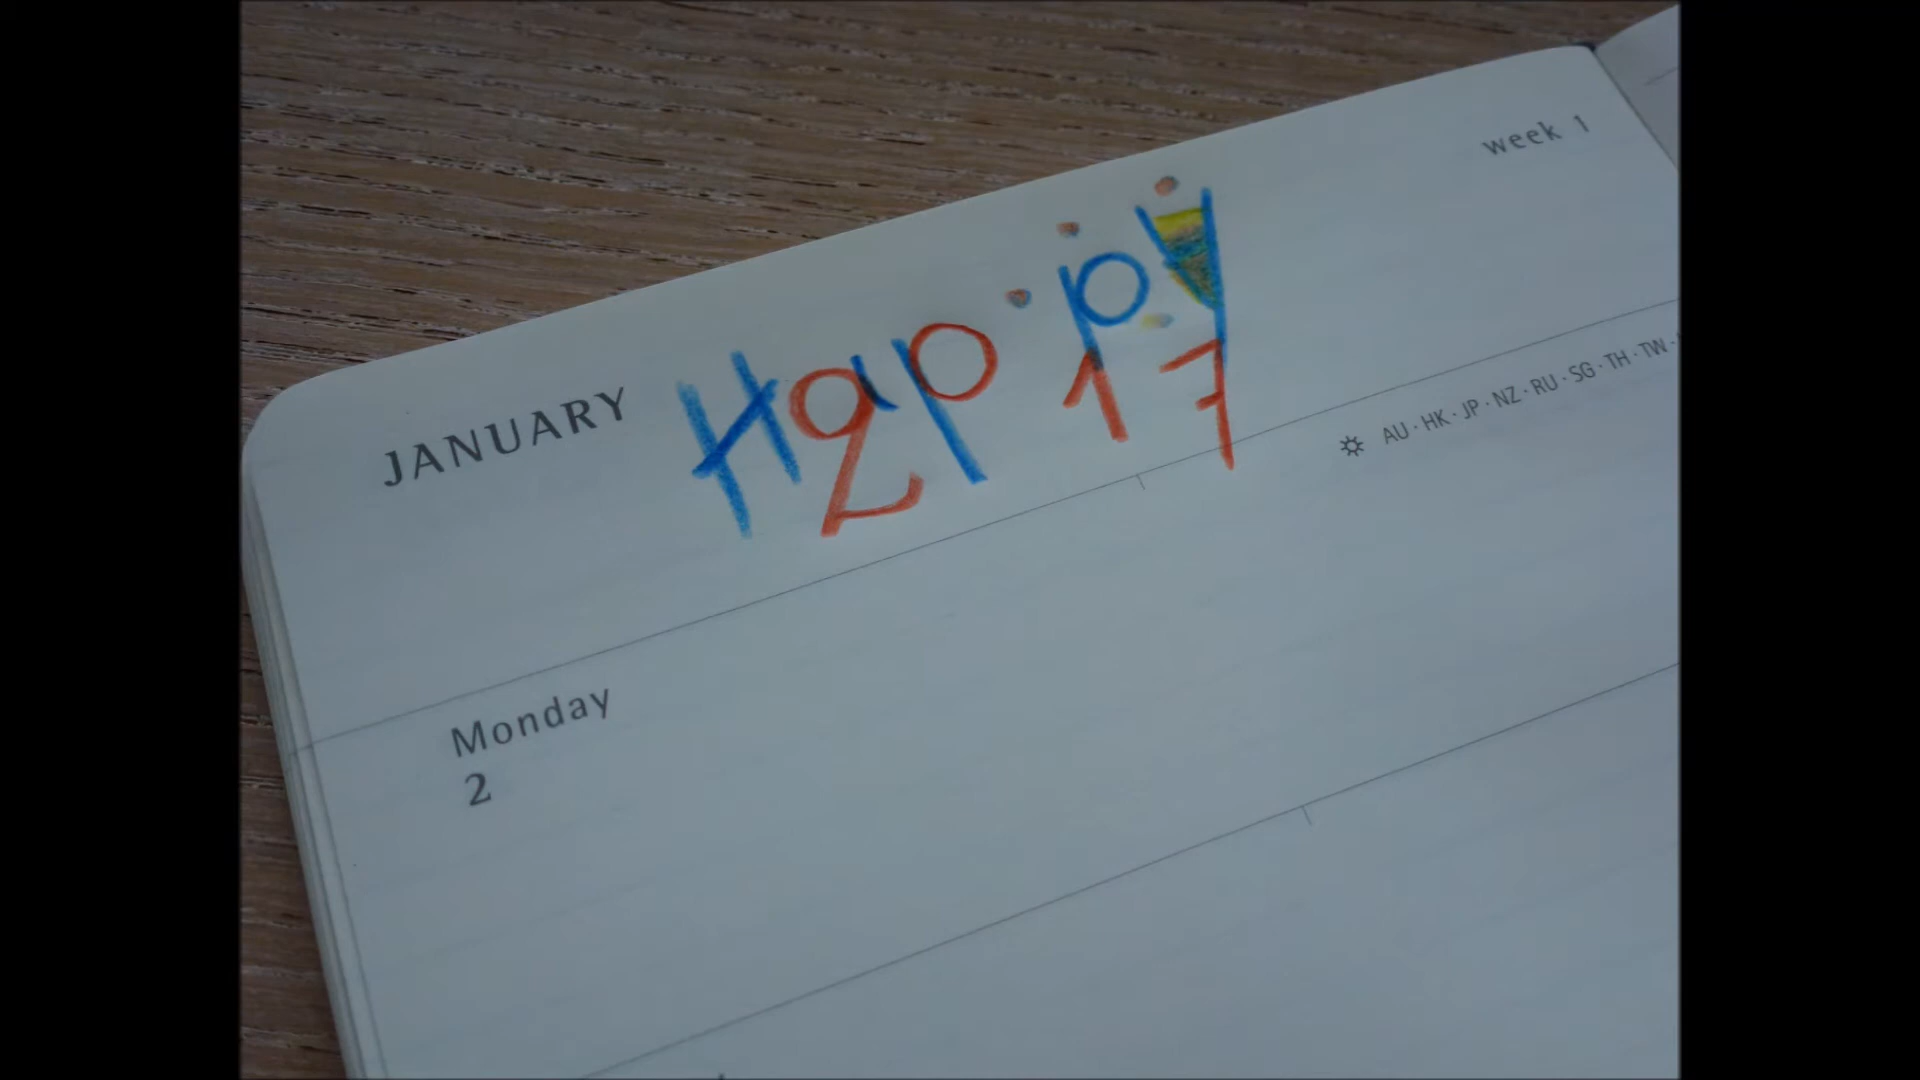 JANUARY Happy 2017 week 1
AU · HK · JP · NZ · RU · SG · TH · TW ·
Monday
2